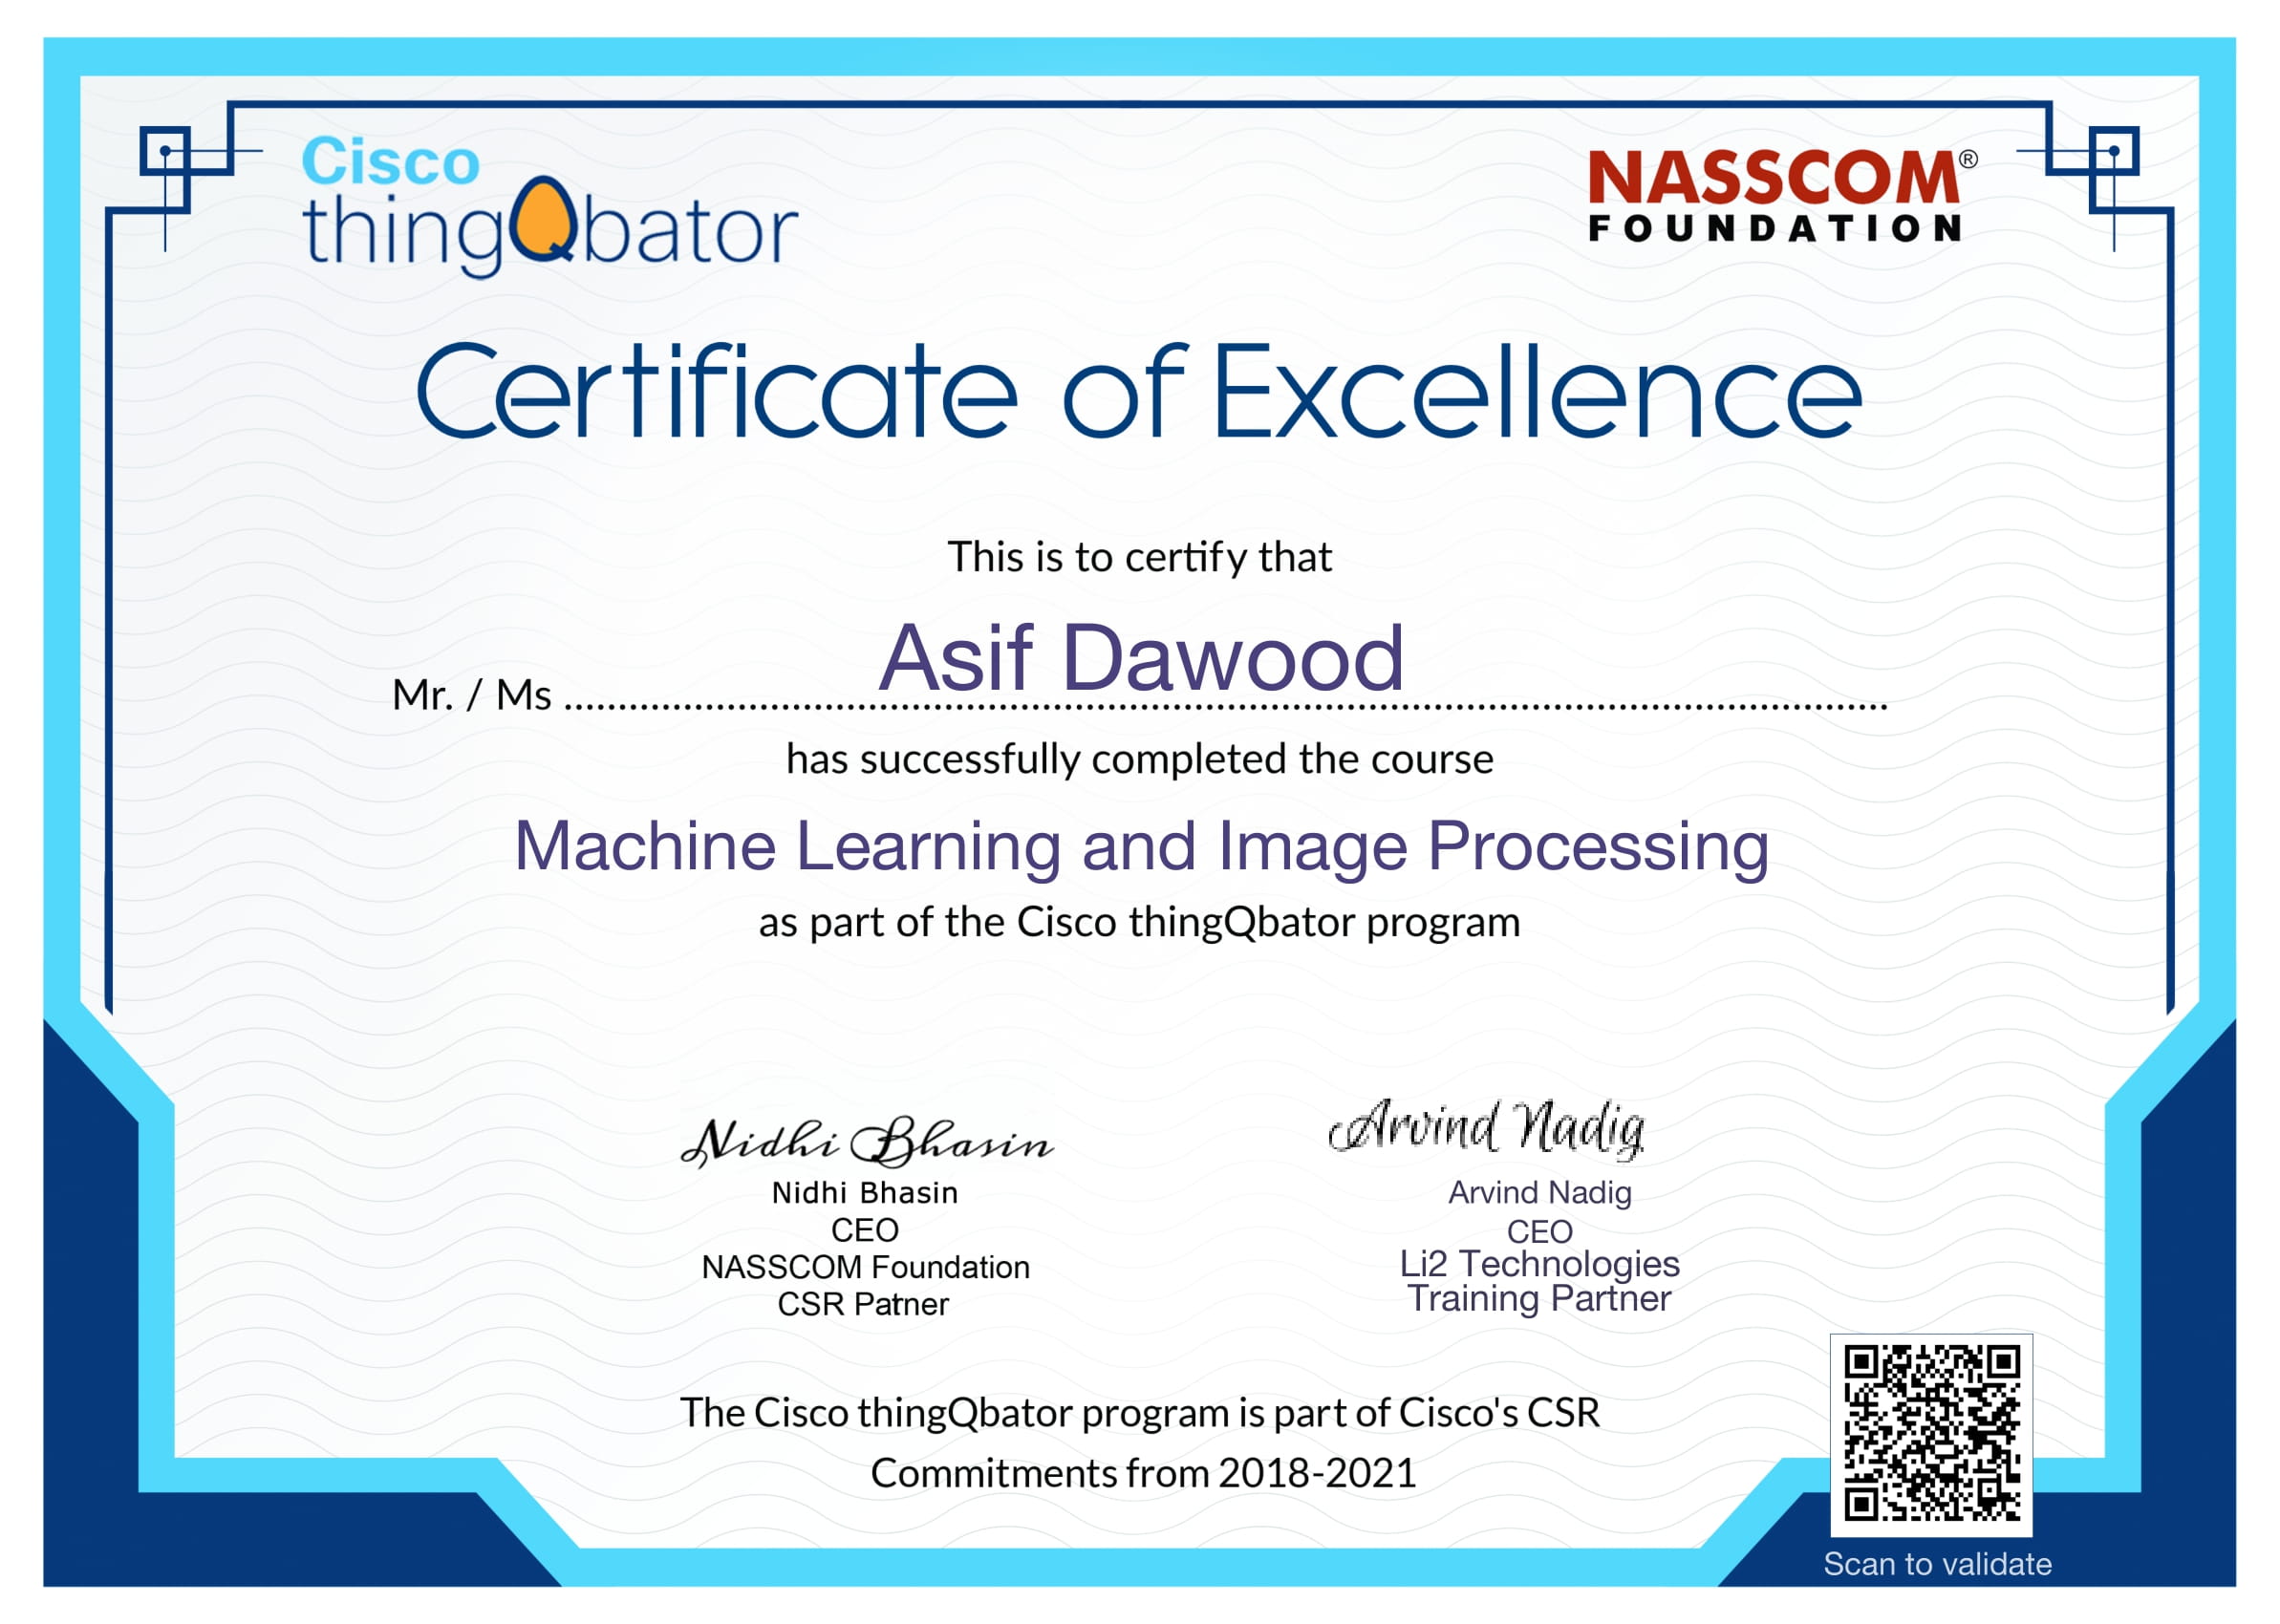 Cisco
thingQbator
NASSCOM®
FOUNDATION
Certificate of Excellence
This is to certify that
Asif Dawood
Mr. / Ms ....................................................................................................
has successfully completed the course
Machine Learning and Image Processing
as part of the Cisco thingQbator program
Nidhi Bhasin
Nidhi Bhasin
CEO
NASSCOM Foundation
CSR Patner
Arvind Nadig
Arvind Nadig
CEO
Li2 Technologies
Training Partner
The Cisco thingQbator program is part of Cisco's CSR
Commitments from 2018-2021
Scan to validate